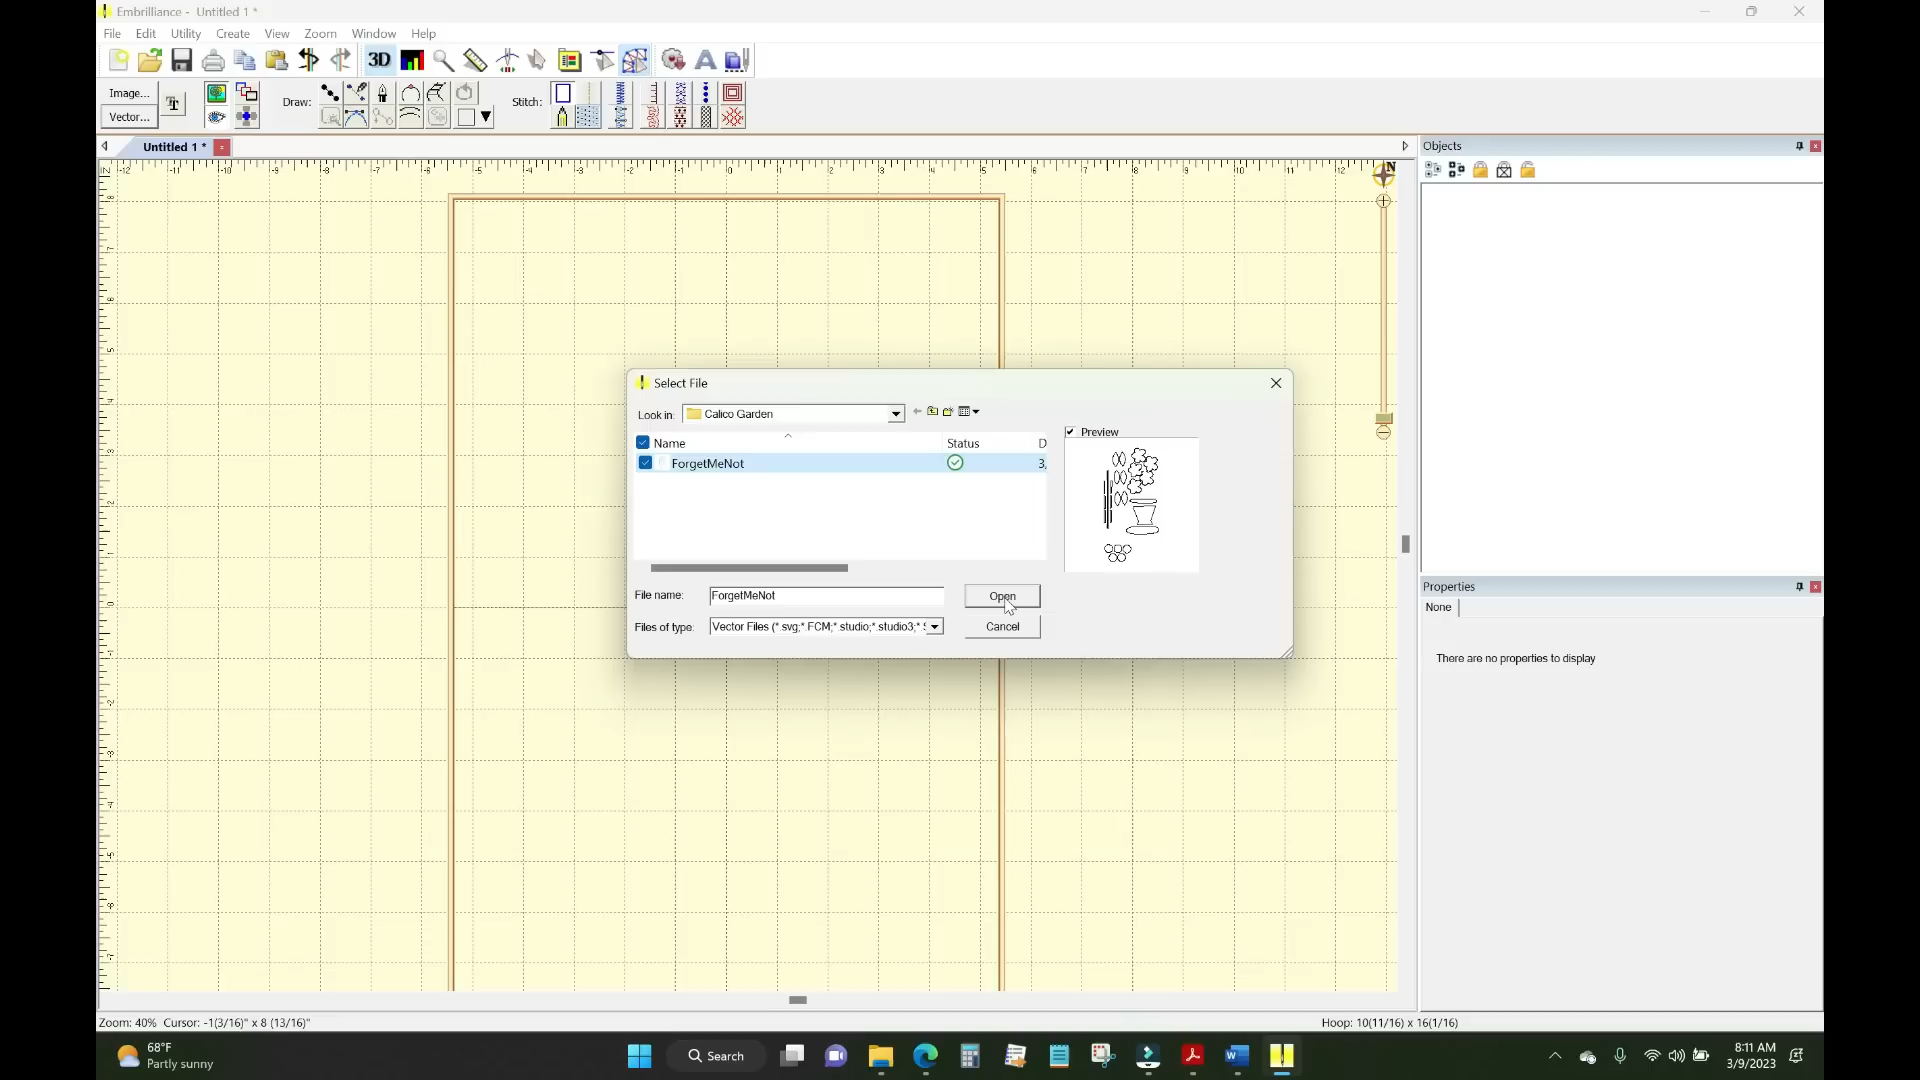 Embrilliance - Untitled 1 *
File Edit Utility Create View Zoom Tools Window Help
3D
Image...
Vector...
Draw:
Stitch:
Untitled 1 *
Objects
N
Select File
Look in: Calico Garden
Preview
Name Status D
ForgetMeNot 3,
File name: ForgetMeNot Open
Files of type: Vector Files (*.svg;*.FCM;*.studio;*.studio3;*. Cancel
Properties
None
There are no properties to display
Zoom: 40% Cursor: -1(3/16)" x 8 (13/16)" Hoop: 10(11/16) x 16(1/16)
68°F
Partly sunny
Search
8:11 AM
3/9/2023